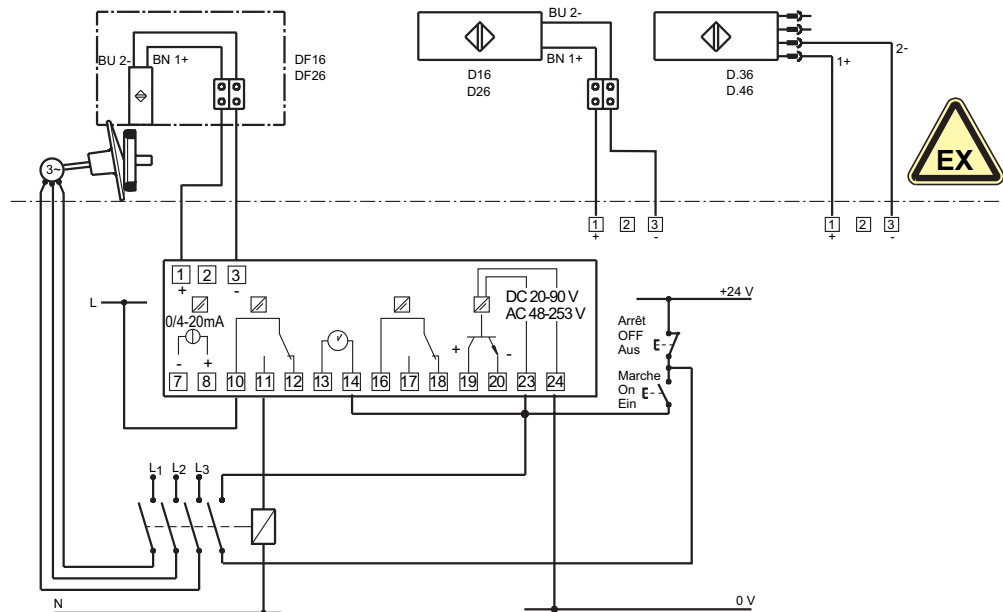 BU 2-
BN 1+
DF16
DF26
BU 2-
BN 1+
D16
D26
2-
1+
D.36
D.46
EX
3~
1 2 3
+ -
1 2 3
+ -
1 2 3
+ -
L
0/4-20mA
- +
DC 20-90 V
AC 48-253 V
+ -
7 8 10 11 12 13 14 16 17 18 19 20 23 24
+24 V
Arrêt
OFF
Aus
E
Marche
On
Ein
E
L1 L2 L3
N
0 V